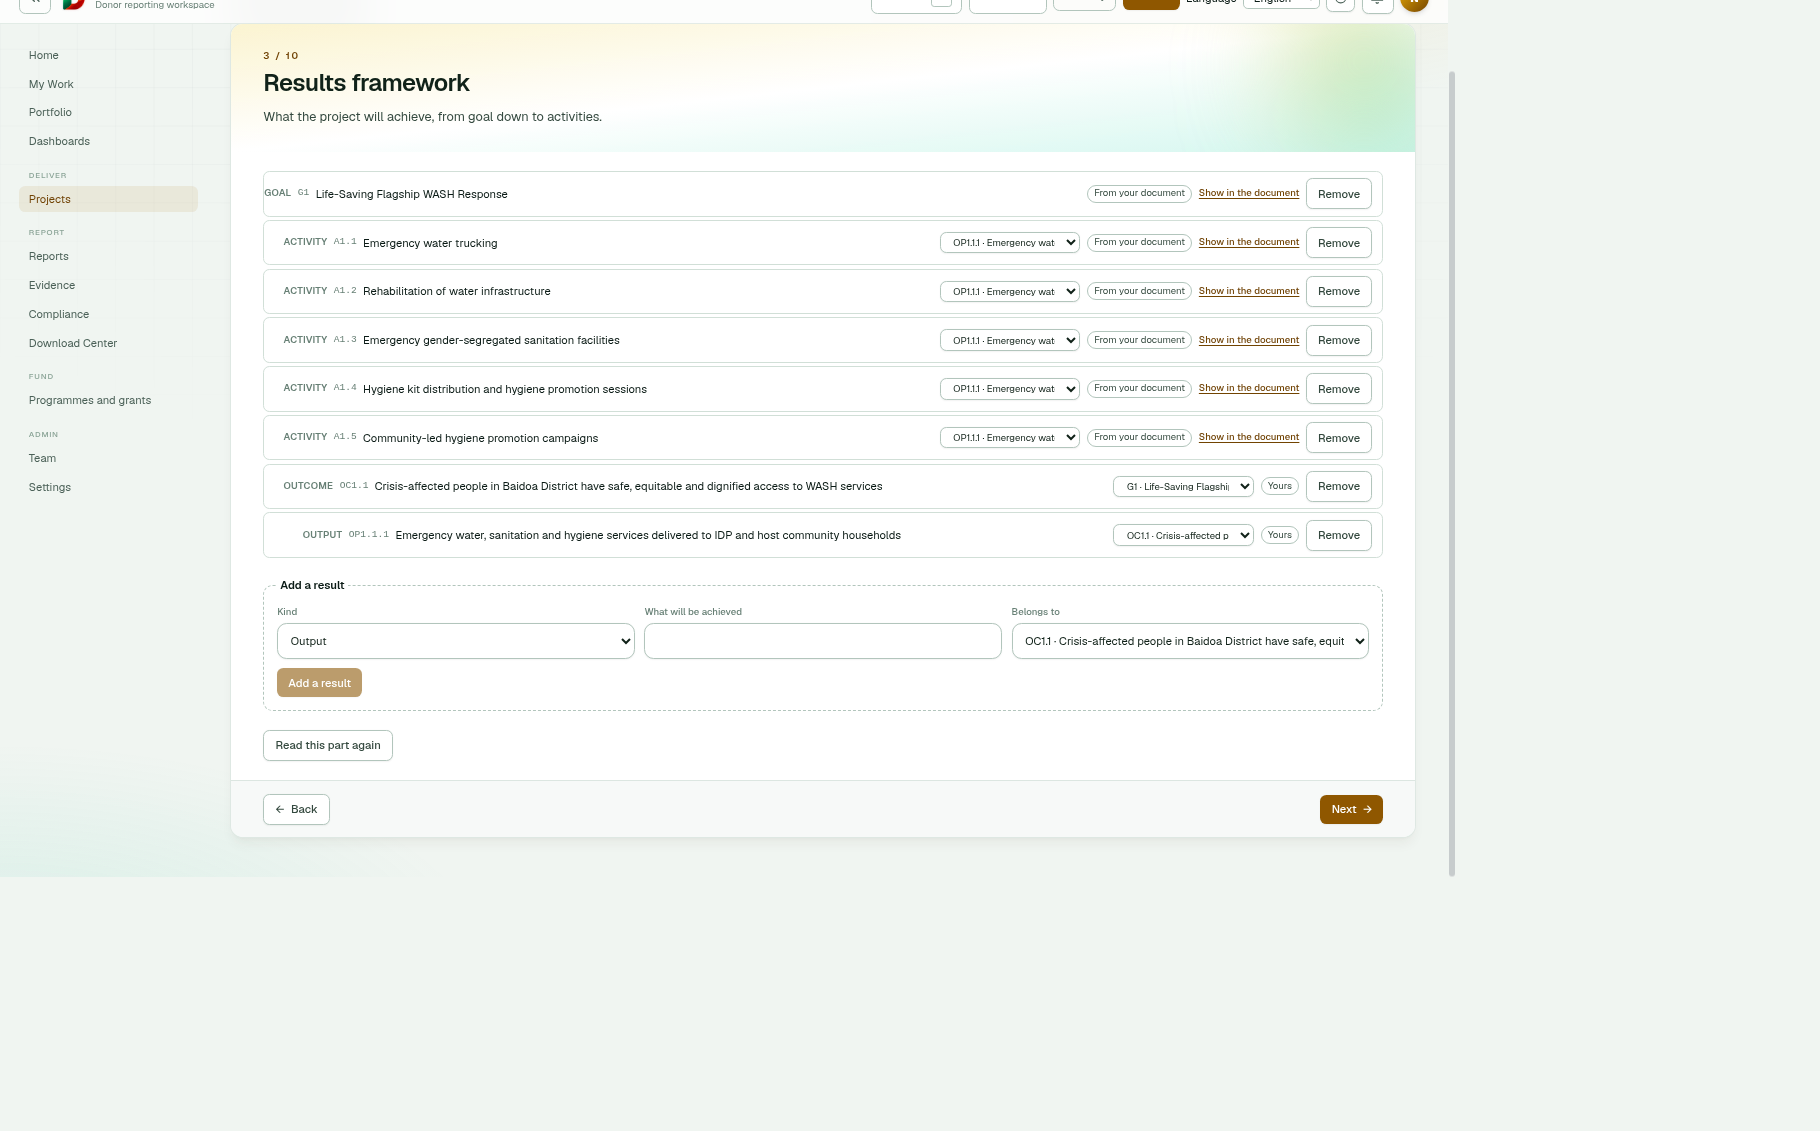 Donor reporting workspace
Language English
Home
My Work
Portfolio
Dashboards
DELIVER
Projects
REPORT
Reports
Evidence
Compliance
Download Center
FUND
Programmes and grants
ADMIN
Team
Settings
3 / 10
Results framework
What the project will achieve, from goal down to activities.
GOAL G1 Life-Saving Flagship WASH Response From your document Show in the document Remove
ACTIVITY A1.1 Emergency water trucking OP1.1.1 · Emergency wat From your document Show in the document Remove
ACTIVITY A1.2 Rehabilitation of water infrastructure OP1.1.1 · Emergency wat From your document Show in the document Remove
ACTIVITY A1.3 Emergency gender-segregated sanitation facilities OP1.1.1 · Emergency wat From your document Show in the document Remove
ACTIVITY A1.4 Hygiene kit distribution and hygiene promotion sessions OP1.1.1 · Emergency wat From your document Show in the document Remove
ACTIVITY A1.5 Community-led hygiene promotion campaigns OP1.1.1 · Emergency wat From your document Show in the document Remove
OUTCOME OC1.1 Crisis-affected people in Baidoa District have safe, equitable and dignified access to WASH services G1 · Life-Saving Flagship Yours Remove
OUTPUT OP1.1.1 Emergency water, sanitation and hygiene services delivered to IDP and host community households OC1.1 · Crisis-affected p Yours Remove
Add a result
Kind What will be achieved Belongs to
Output OC1.1 · Crisis-affected people in Baidoa District have safe, equit
Add a result
Read this part again
← Back Next →